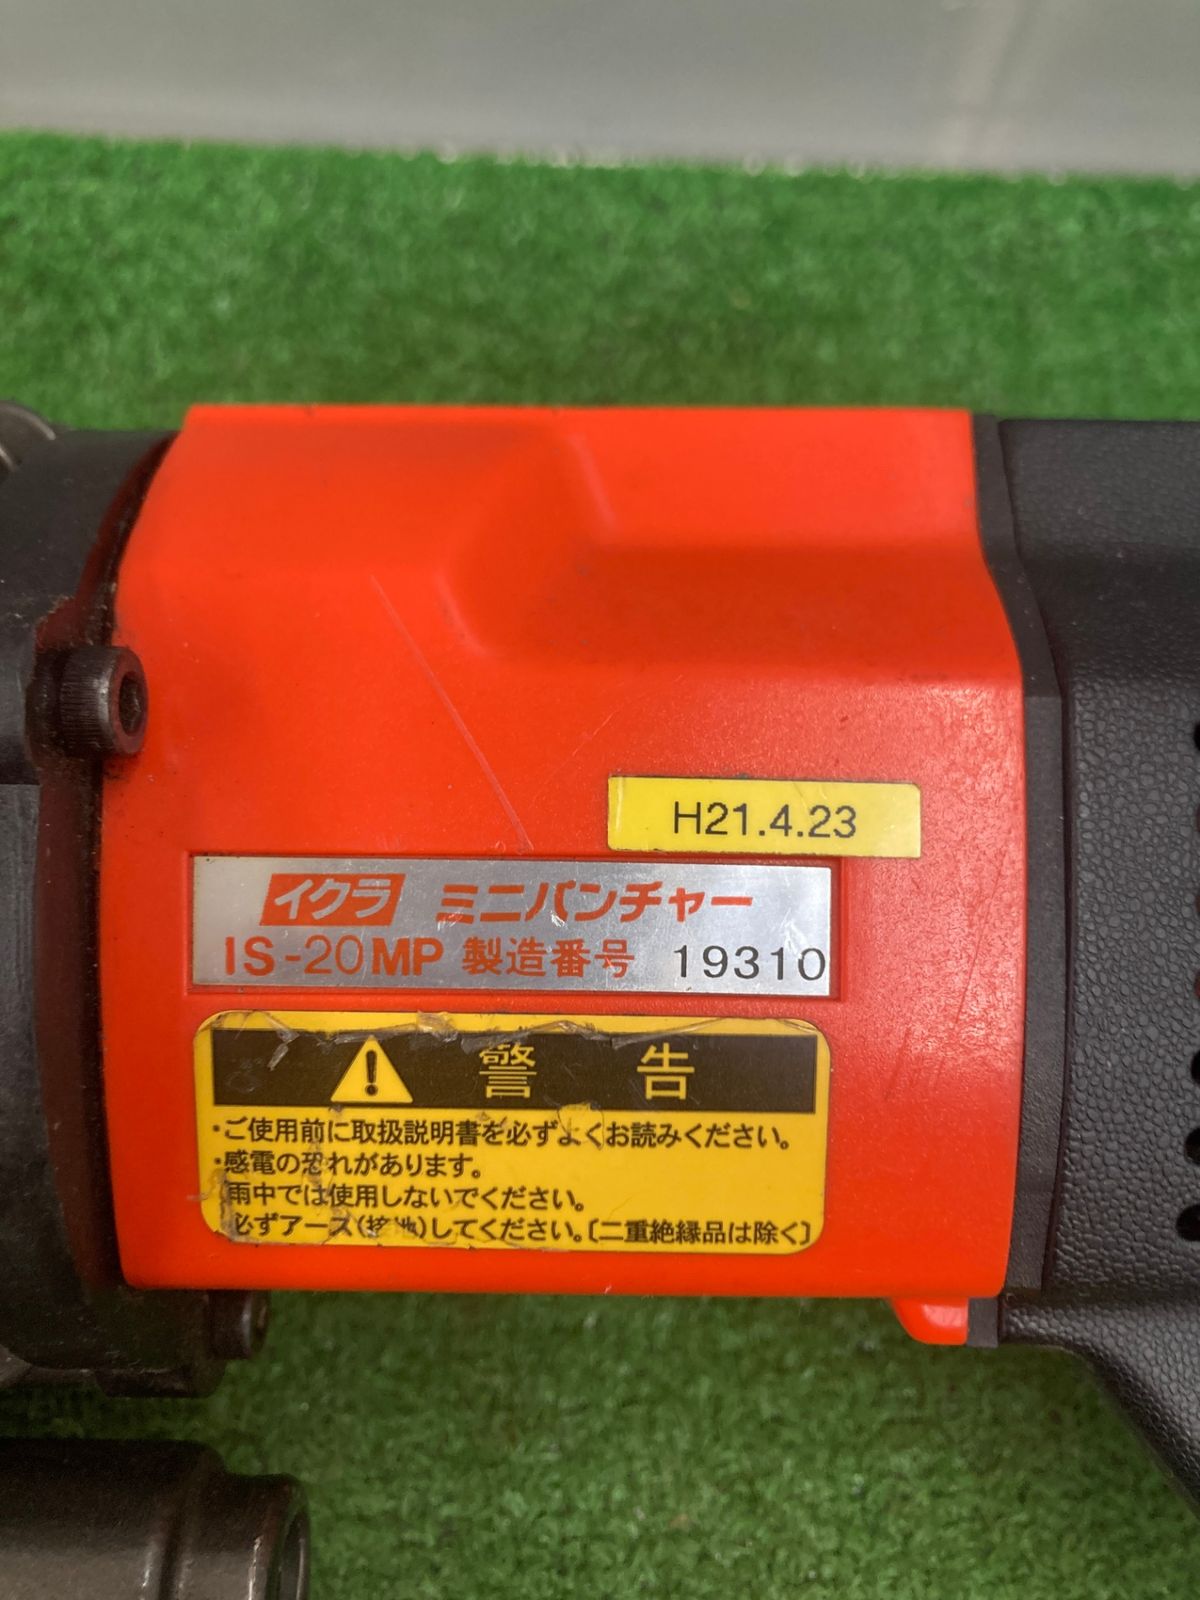 H21.4.23
イクラ ミニパンチャー
IS-20MP 製造番号 19310
警告
・ご使用前に取扱説明書を必ずよくお読みください。
・感電の恐れがあります。
雨中では使用しないでください。
必ずアース(接地)してください。〔二重絶縁品は除く〕